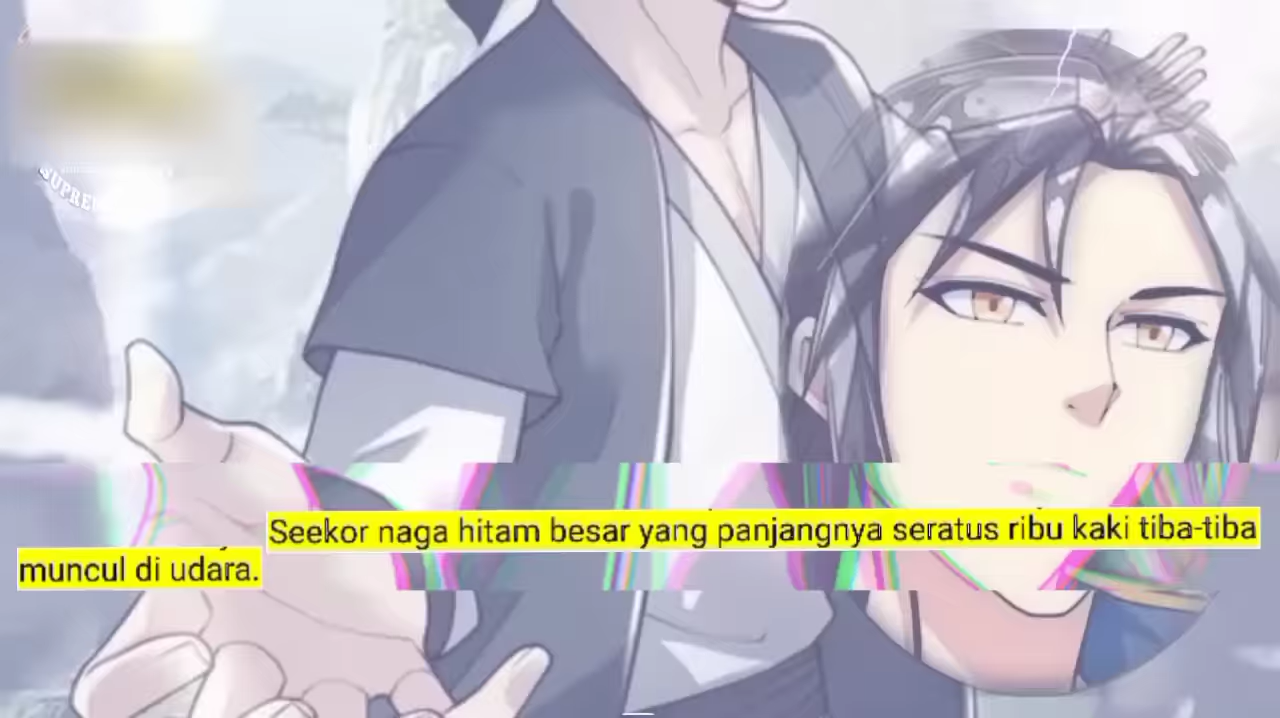 Seekor naga hitam besar yang panjangnya seratus ribu kaki tiba-tiba
muncul di udara.